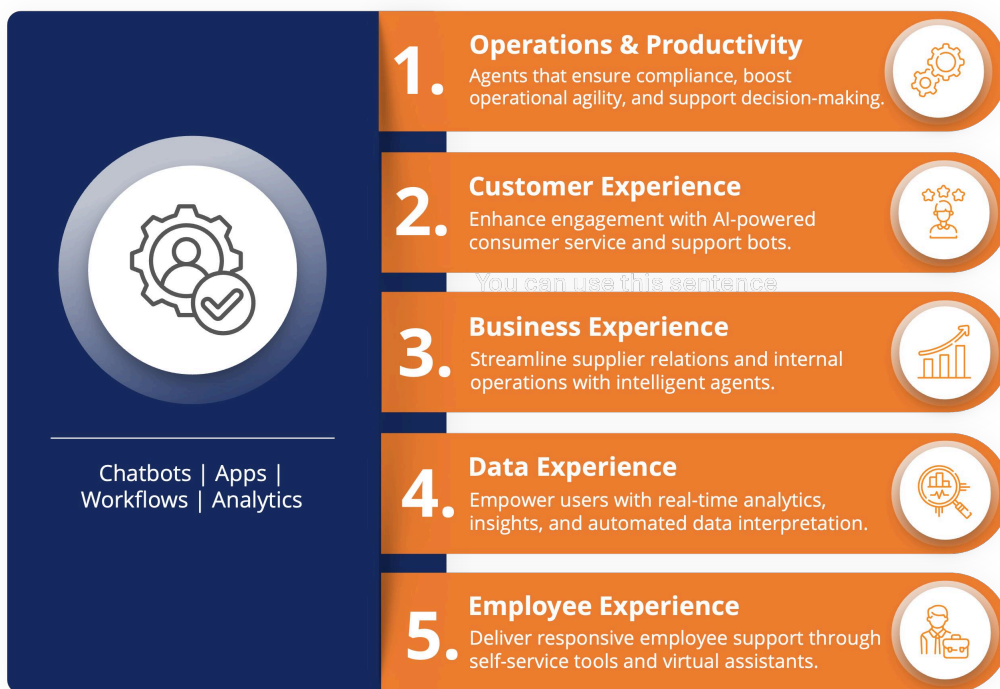 Chatbots | Apps |
Workflows | Analytics
1.
Operations & Productivity
Agents that ensure compliance, boost
operational agility, and support decision-making.
2.
Customer Experience
Enhance engagement with AI-powered
consumer service and support bots.
You can use this sentence
3.
Business Experience
Streamline supplier relations and internal
operations with intelligent agents.
4.
Data Experience
Empower users with real-time analytics,
insights, and automated data interpretation.
5.
Employee Experience
Deliver responsive employee support through
self-service tools and virtual assistants.